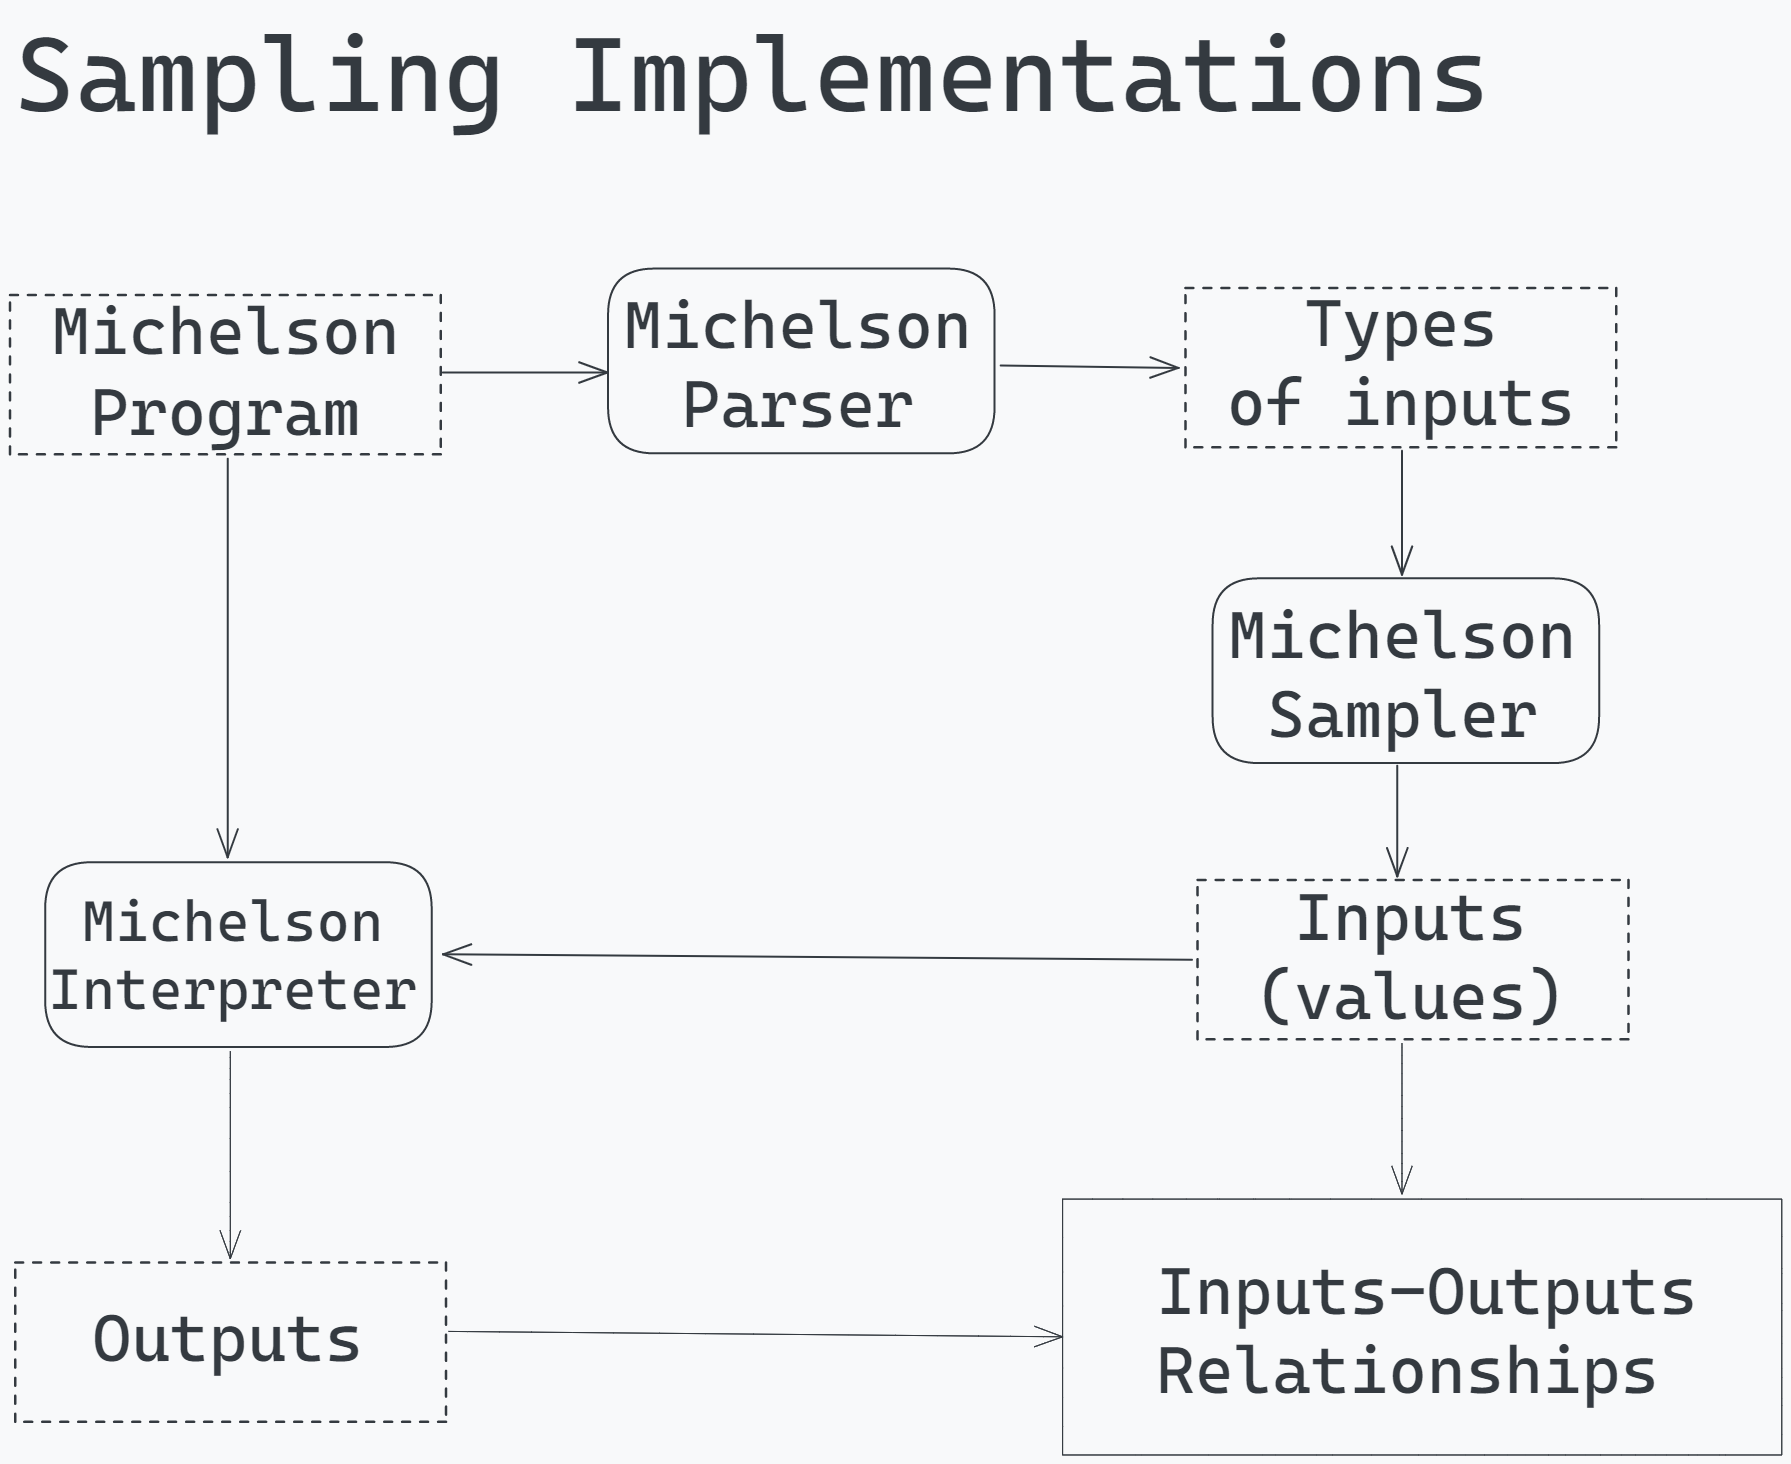 Sampling Implementations
Michelson
Program
Michelson
Parser
Types
of inputs
Michelson
Sampler
Michelson
Interpreter
Inputs
(values)
Outputs
Inputs-Outputs
Relationships